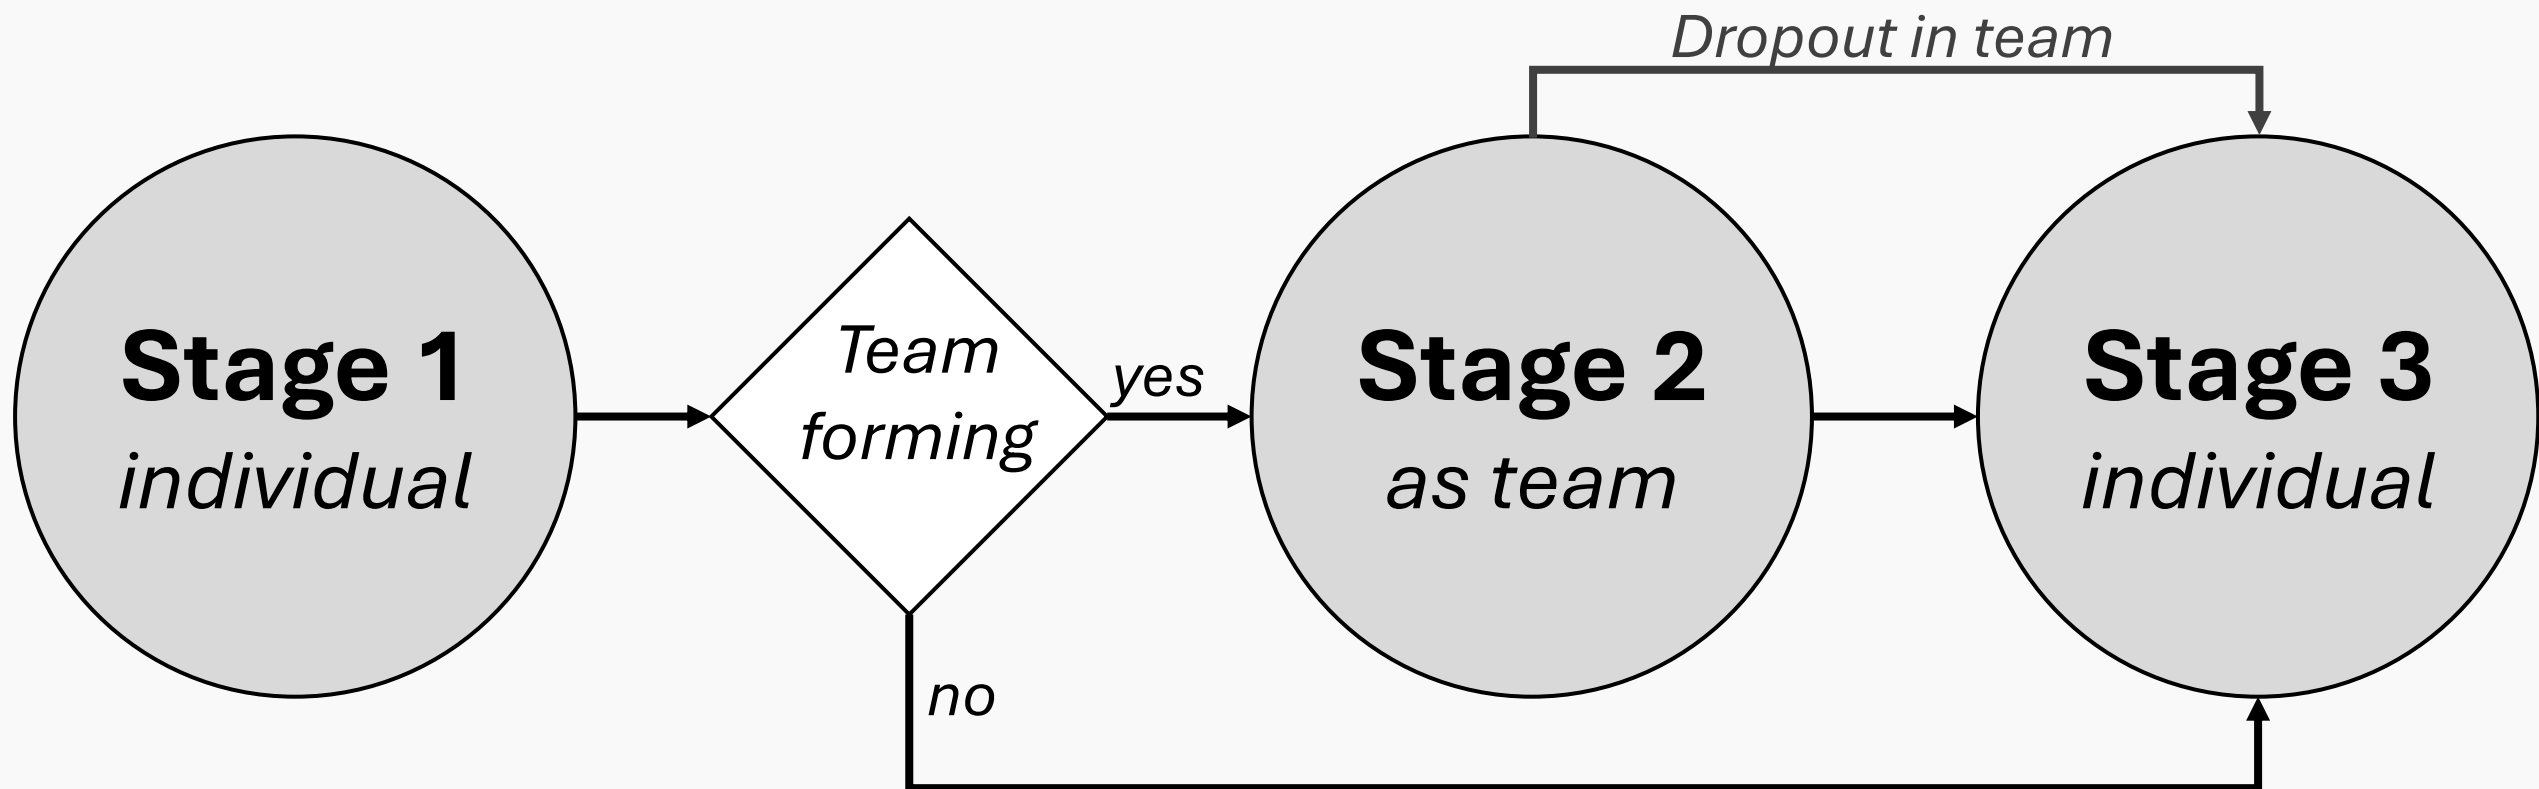 Dropout in team
Stage 1
individual
Team
forming
yes
no
Stage 2
as team
Stage 3
individual